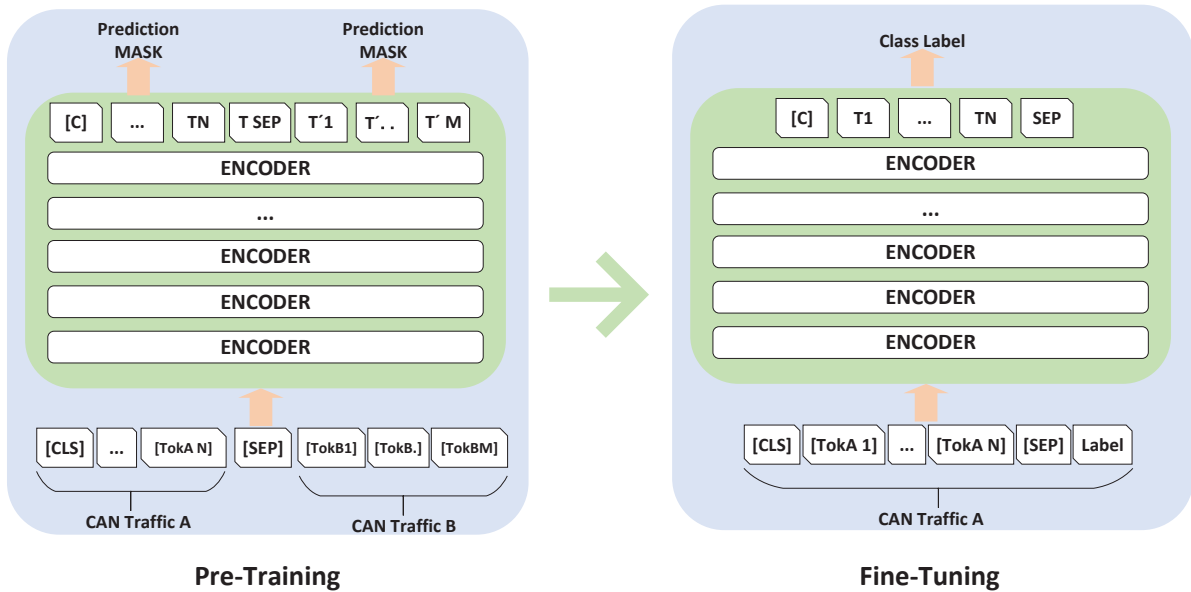 Prediction
MASK
Prediction
MASK
[C] ... TN T SEP T´1 T´. . T´ M
ENCODER
...
ENCODER
ENCODER
ENCODER
[CLS] ... [TokA N] [SEP] [TokB1] [TokB.] [TokBM]
CAN Traffic A
CAN Traffic B
Pre-Training
Class Label
[C] T1 ... TN SEP
ENCODER
...
ENCODER
ENCODER
ENCODER
[CLS] [TokA 1] ... [TokA N] [SEP] Label
CAN Traffic A
Fine-Tuning